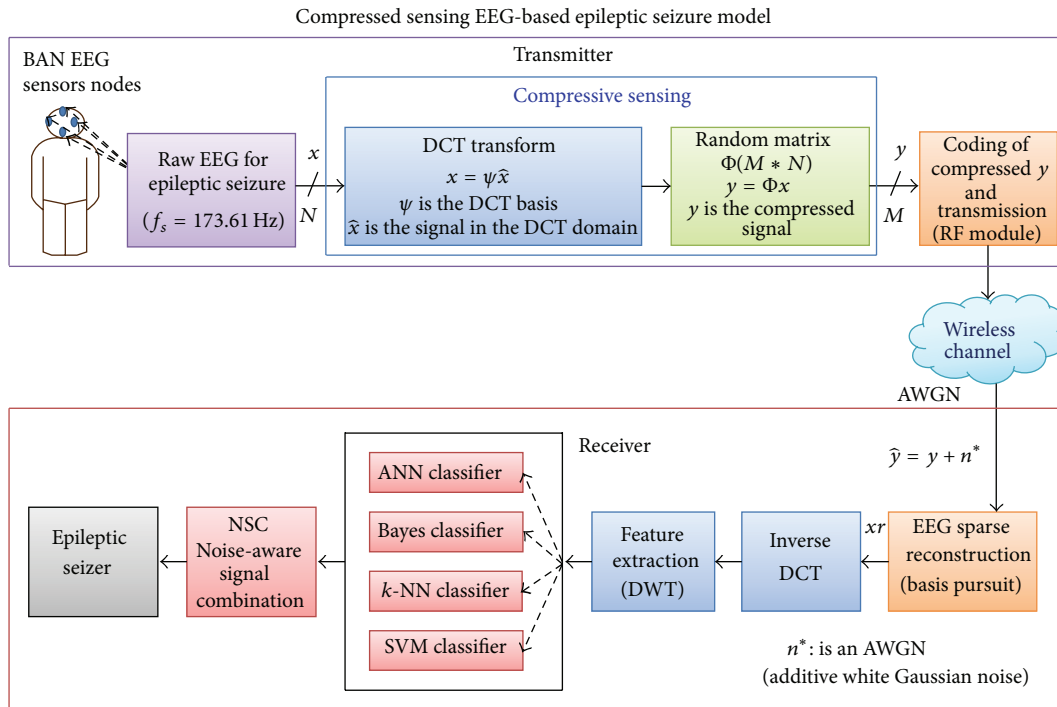 Compressed sensing EEG-based epileptic seizure model
BAN EEG
sensors nodes
Transmitter
Compressive sensing
Raw EEG for
epileptic seizure
(f_s = 173.61 Hz)
x
N
DCT transform
x = ψx̂
ψ is the DCT basis
x̂ is the signal in the DCT domain
Random matrix
Φ(M * N)
y = Φx
y is the compressed
signal
y
M
Coding of
compressed y
and
transmission
(RF module)
Wireless
channel
AWGN
Receiver
ŷ = y + n*
EEG sparse
reconstruction
(basis pursuit)
xr
Inverse
DCT
Feature
extraction
(DWT)
ANN classifier
Bayes classifier
k-NN classifier
SVM classifier
NSC
Noise-aware
signal
combination
Epileptic
seizer
n*: is an AWGN
(additive white Gaussian noise)